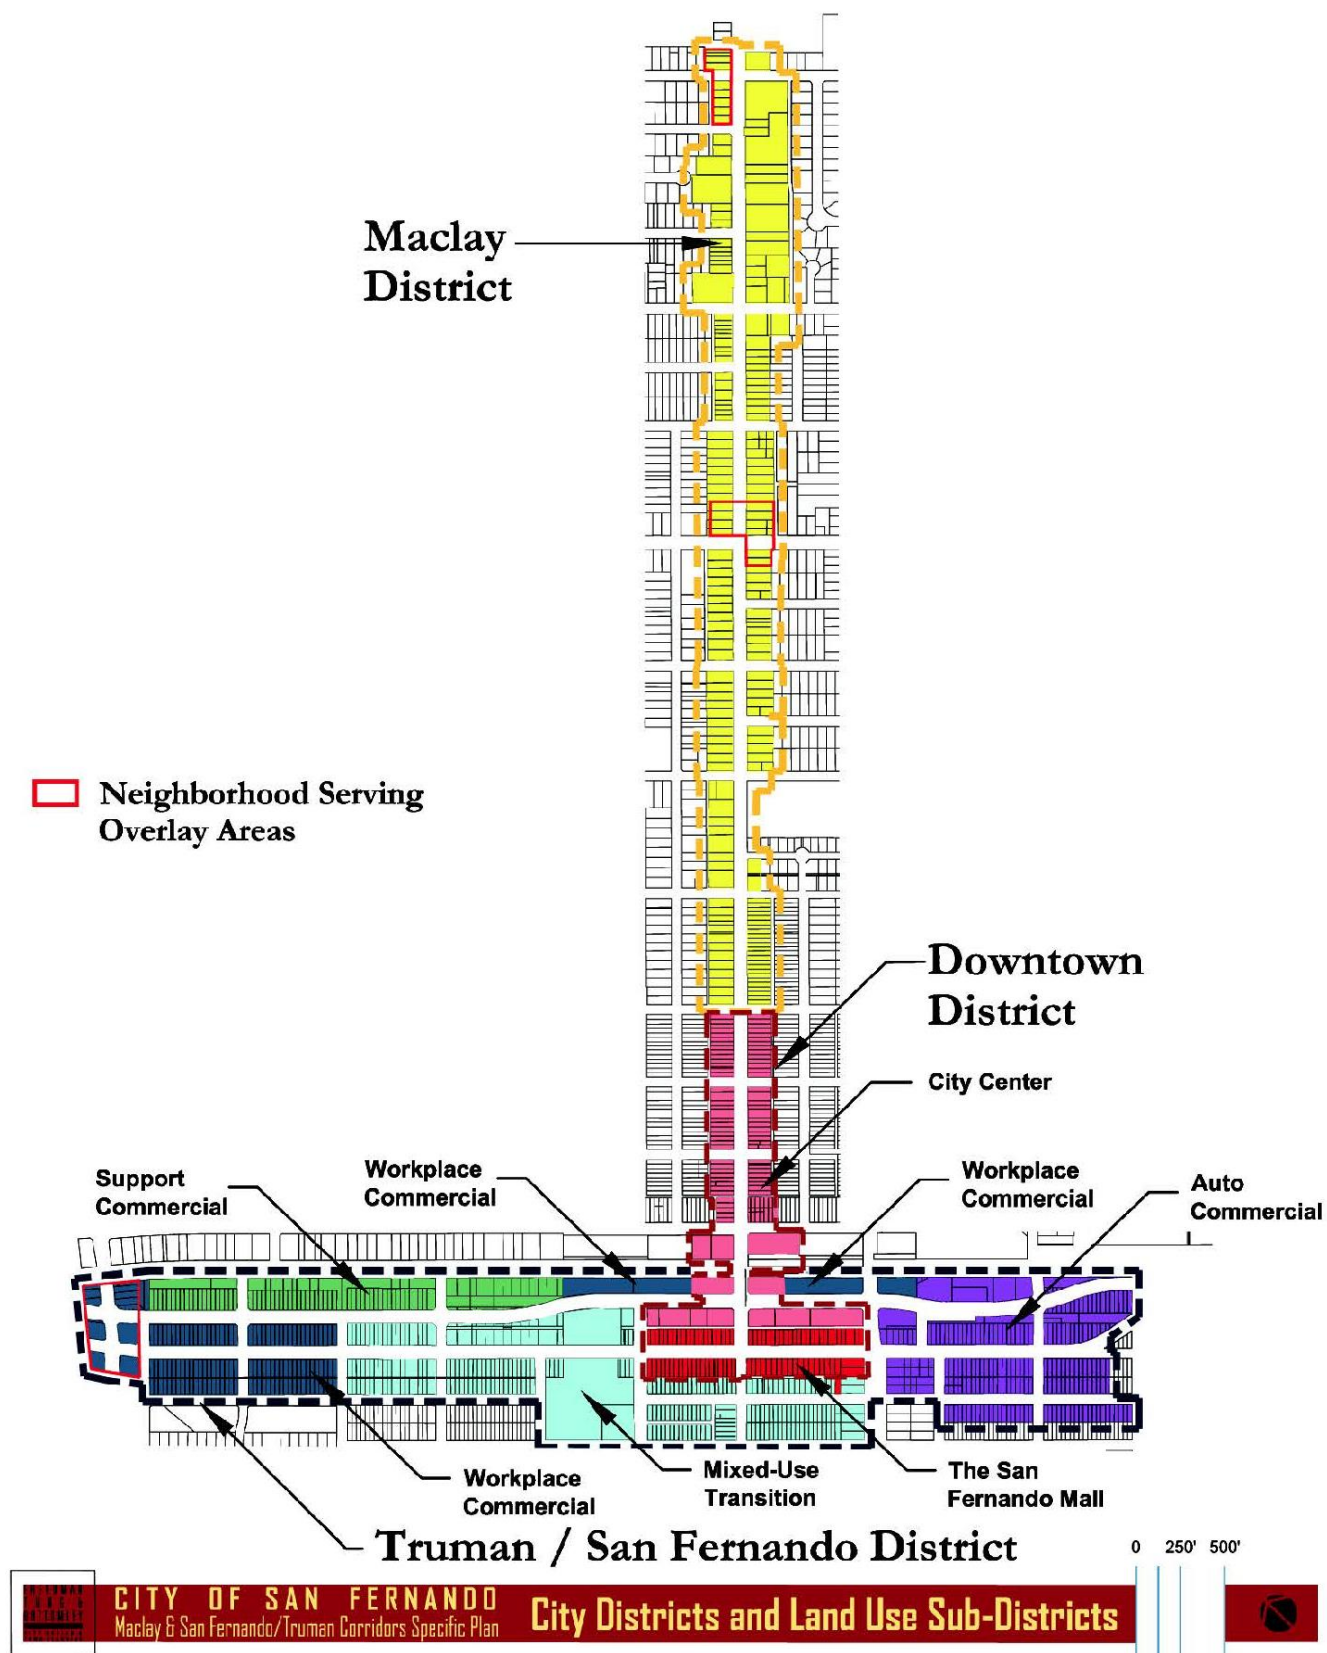 Maclay
District
Neighborhood Serving
Overlay Areas
Downtown
District
City Center
Support
Commercial
Workplace
Commercial
Workplace
Commercial
Auto
Commercial
Workplace
Commercial
Mixed-Use
Transition
The San
Fernando Mall
Truman / San Fernando District
0 250' 500'
CITY OF SAN FERNANDO
Maclay & San Fernando/Truman Corridors Specific Plan
City Districts and Land Use Sub-Districts